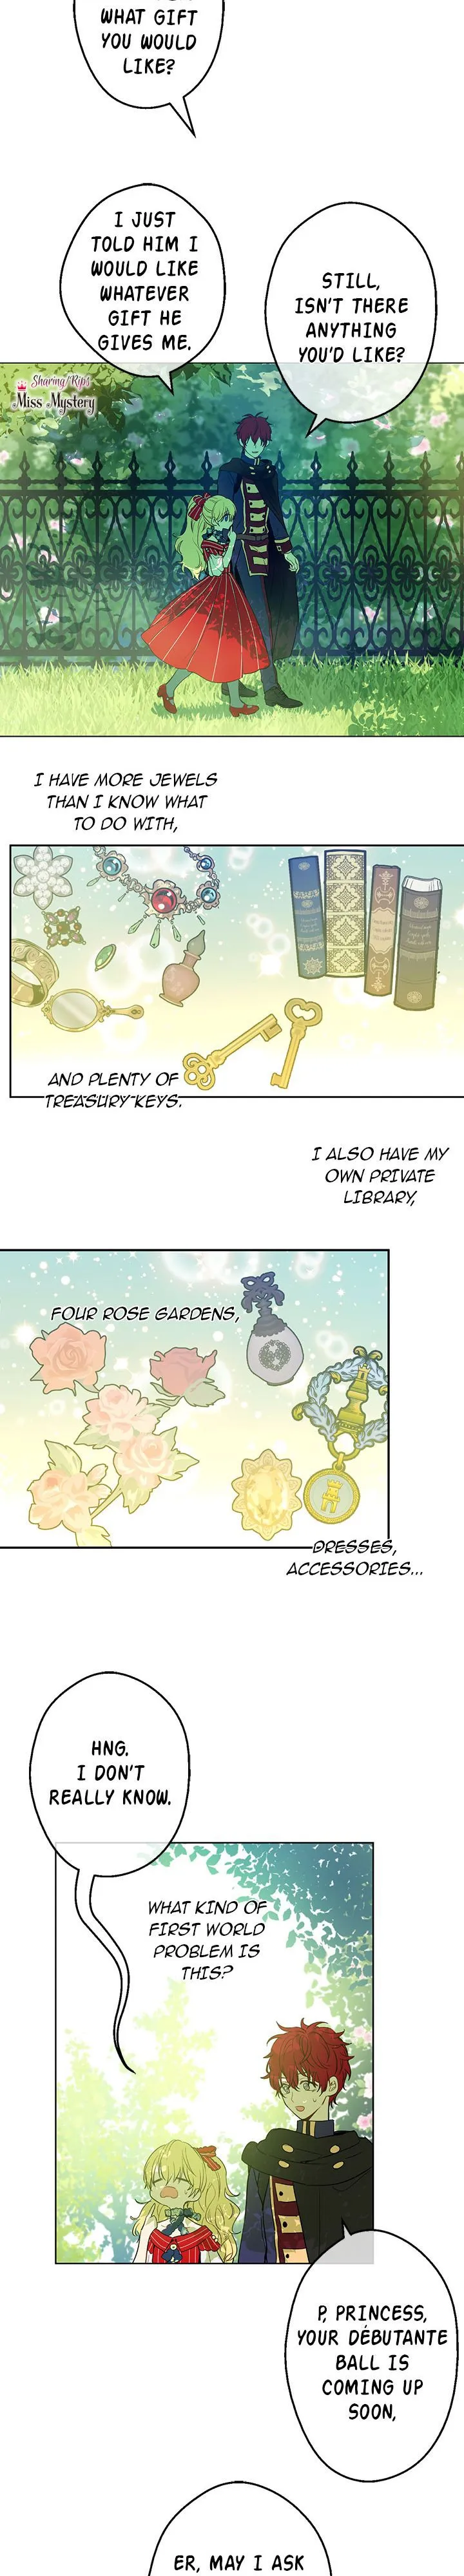 WHAT GIFT
YOU WOULD
LIKE?
I JUST
TOLD HIM I
WOULD LIKE
WHATEVER
GIFT HE
GIVES ME.
STILL,
ISN'T THERE
ANYTHING
YOU'D LIKE?
Sharing/Rips
Miss Mystery
I HAVE MORE JEWELS
THAN I KNOW WHAT
TO DO WITH,
AND PLENTY OF
TREASURY KEYS.
I ALSO HAVE MY
OWN PRIVATE
LIBRARY,
FOUR ROSE GARDENS,
DRESSES,
ACCESSORIES...
HNG.
I DON'T
REALLY KNOW.
WHAT KIND OF
FIRST WORLD
PROBLEM IS
THIS?
P, PRINCESS,
YOUR DÉBUTANTE
BALL IS
COMING UP
SOON,
ER, MAY I ASK